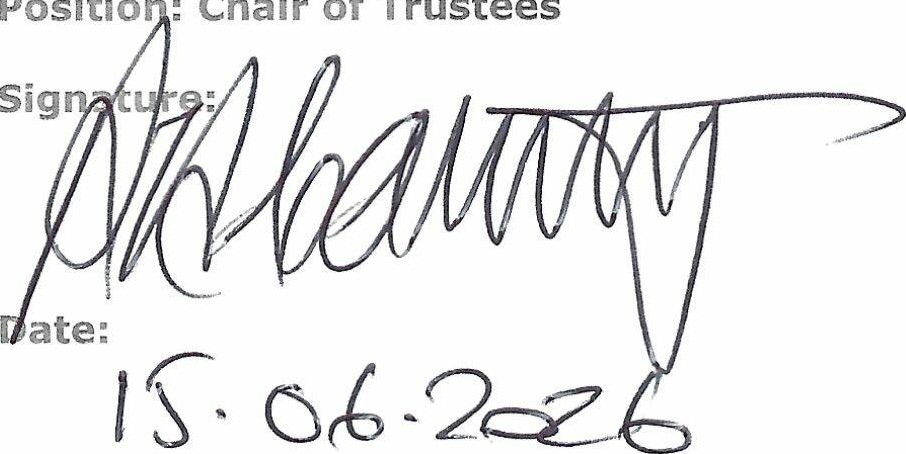 Position: Chair of Trustees
Signature:
Date:
15.06.2026